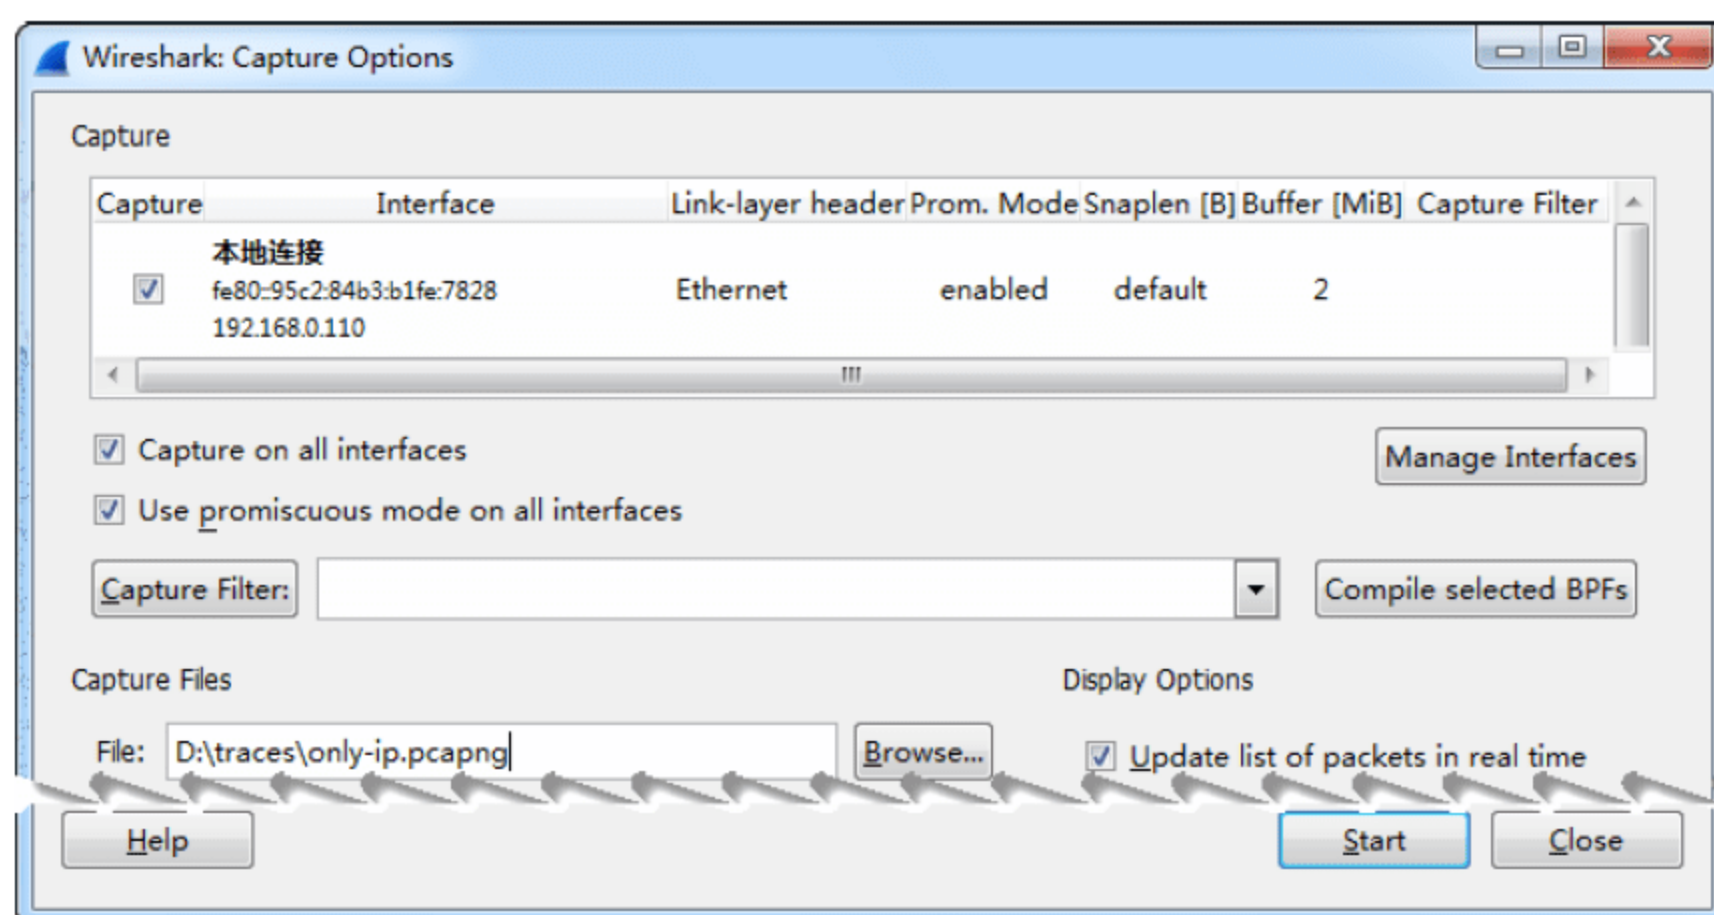 Wireshark: Capture Options
Capture
Capture Interface Link-layer header Prom. Mode Snaplen [B] Buffer [MiB] Capture Filter
本地连接
fe80::95c2:84b3:b1fe:7828 Ethernet enabled default 2
192.168.0.110
Capture on all interfaces
Manage Interfaces
Use promiscuous mode on all interfaces
Capture Filter: Compile selected BPFs
Capture Files Display Options
File: D:\traces\only-ip.pcapng Browse... Update list of packets in real time
Help Start Close